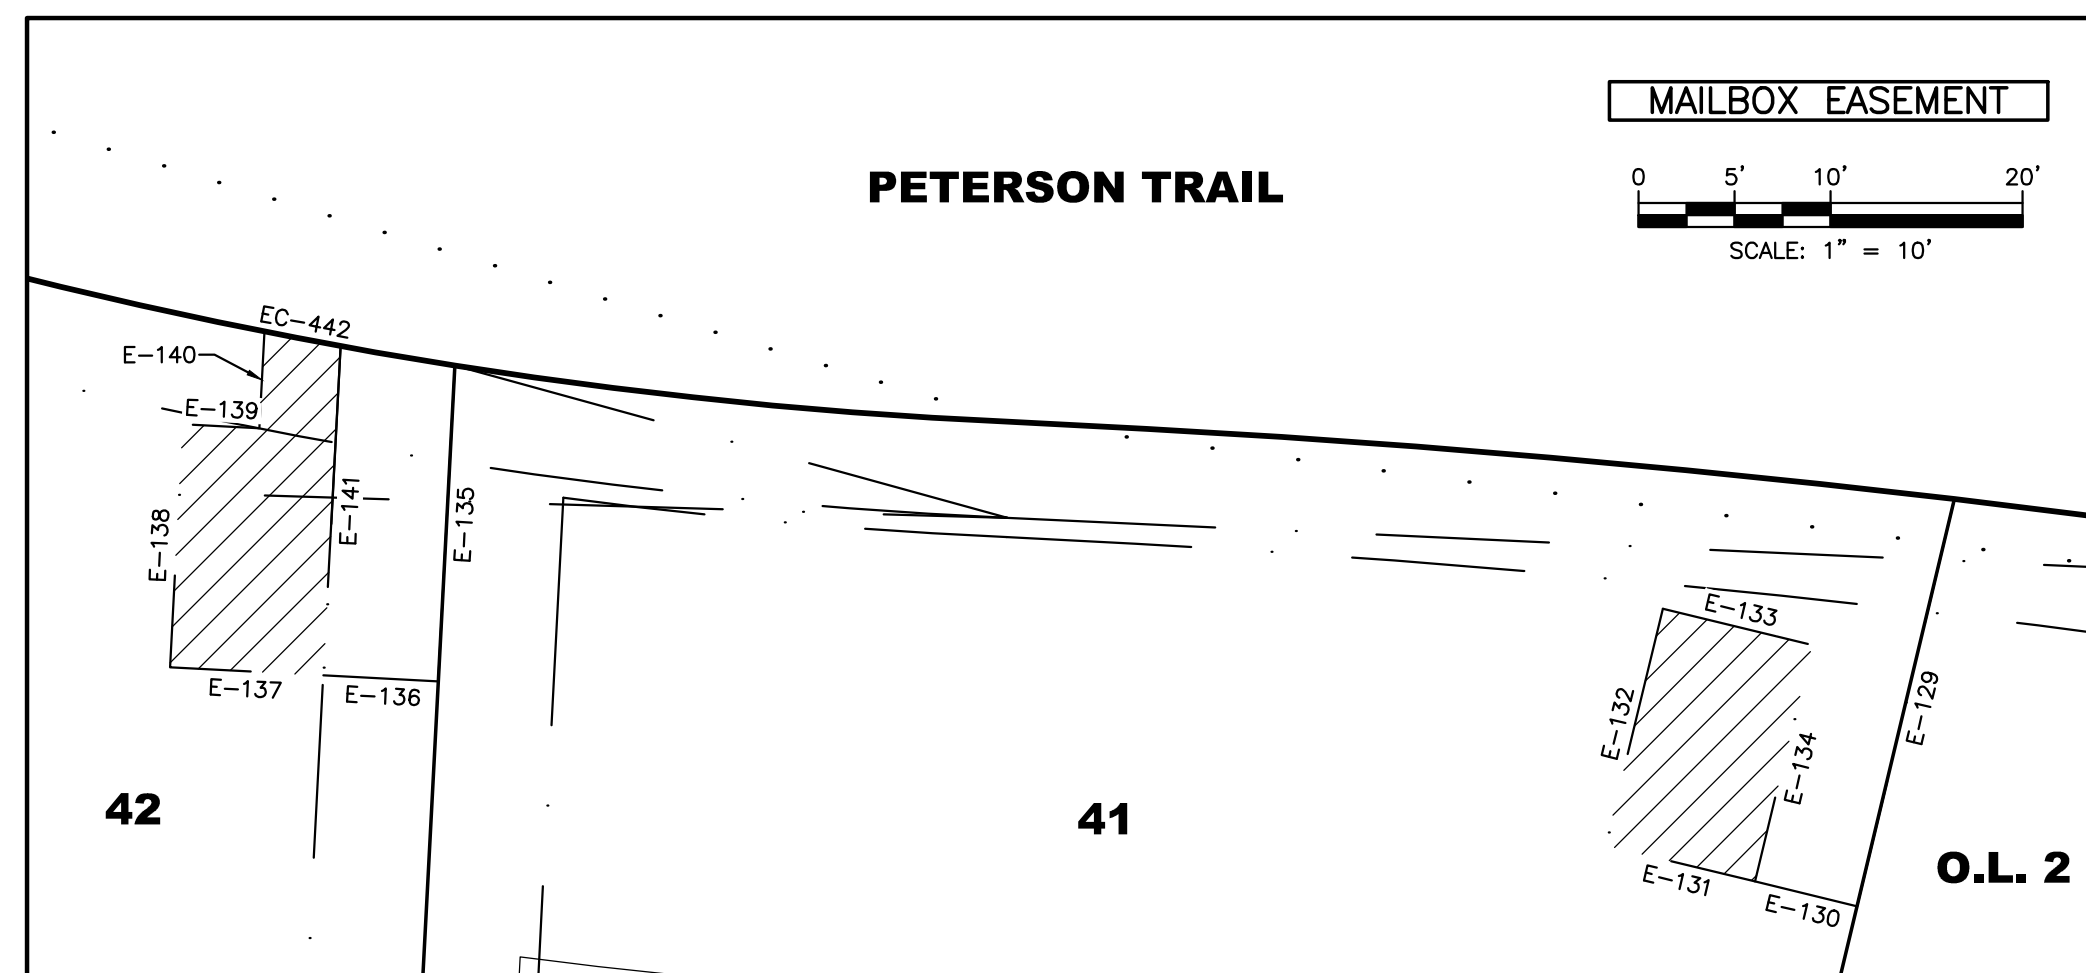 MAILBOX EASEMENT
PETERSON TRAIL
0 5' 10' 20'
SCALE: 1" = 10'
EC-442
E-140
E-139
E-141
E-138
E-135
E-137
E-136
E-133
E-132
E-129
E-134
E-131
E-130
42
41
O.L. 2